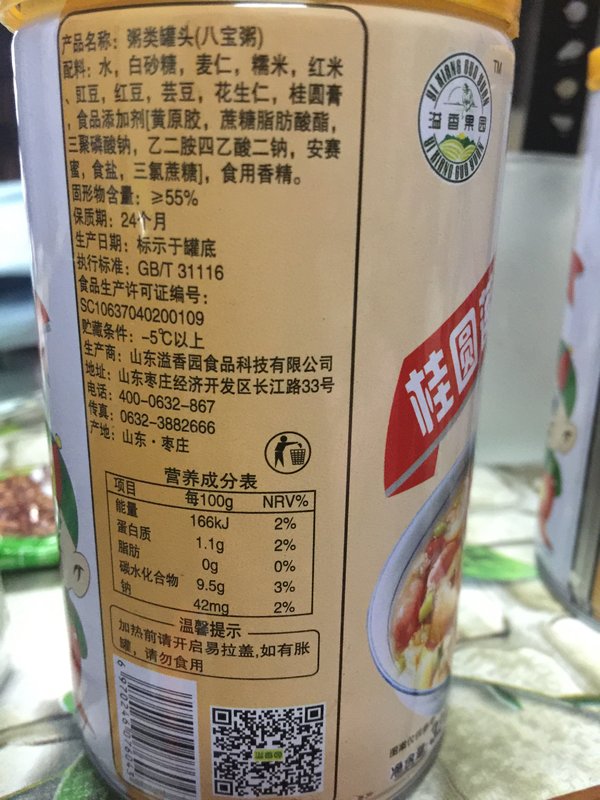 产品名称：粥类罐头(八宝粥)
配料：水，白砂糖，麦仁，糯米，红米
、豇豆，红豆，芸豆，花生仁，桂圆膏
，食品添加剂[黄原胶，蔗糖脂肪酸酯，
三聚磷酸钠，乙二胺四乙酸二钠，安赛
蜜，食盐，三氯蔗糖]，食用香精。
固形物含量：≥55%
保质期：24个月
生产日期：标示于罐底
执行标准：GB/T 31116
食品生产许可证编号：
SC10637040200109
贮藏条件：-5℃以上
生产商：山东溢香园食品科技有限公司
地址：山东枣庄经济开发区长江路33号
电话：400-0632-867
传真：0632-3882666
产地：山东·枣庄
营养成分表
项目 每100g NRV%
能量 166kJ 2%
蛋白质 1.1g 2%
脂肪 0g 0%
碳水化合物 9.5g 3%
钠 42mg 2%
温馨提示
加热前请开启易拉盖,如有胀
罐，请勿食用
YI XIANG GUO YUAN
溢香果园
YI XIANG GUO YUAN
TM
桂圆